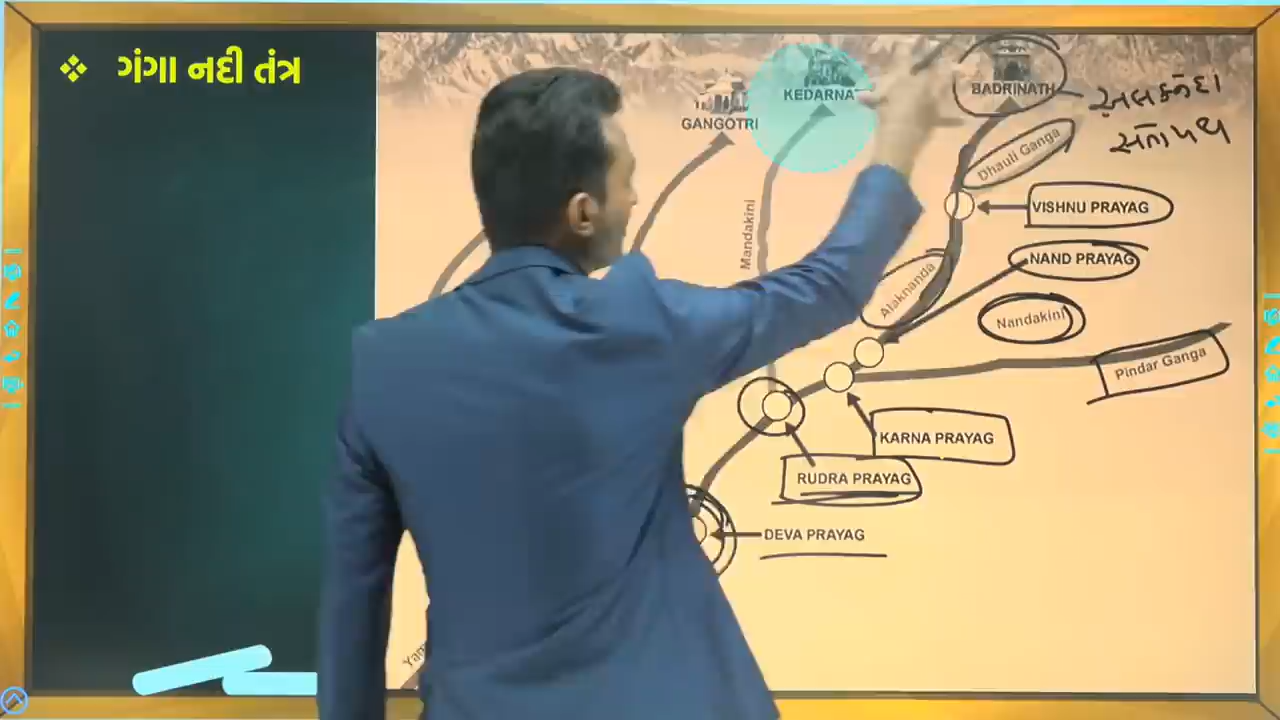 ❖ ગંગા નદી તંત્ર
GANGOTRI
KEDARNA
BADRINATH
અલકનંદા
સતોપથ
Dhauli Ganga
VISHNU PRAYAG
Mandakini
NAND PRAYAG
Alaknanda
Nandakini
Pindar Ganga
KARNA PRAYAG
RUDRA PRAYAG
DEVA PRAYAG
Yam